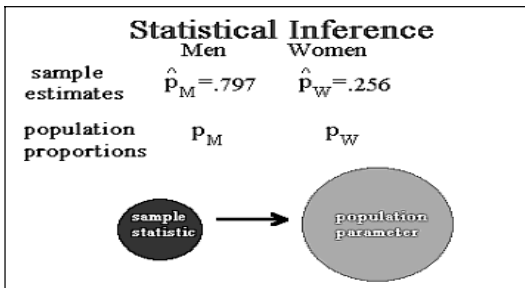 Statistical Inference
Men Women
sample estimates p̂M=.797 p̂W=.256
population proportions pM pW
sample statistic
population parameter